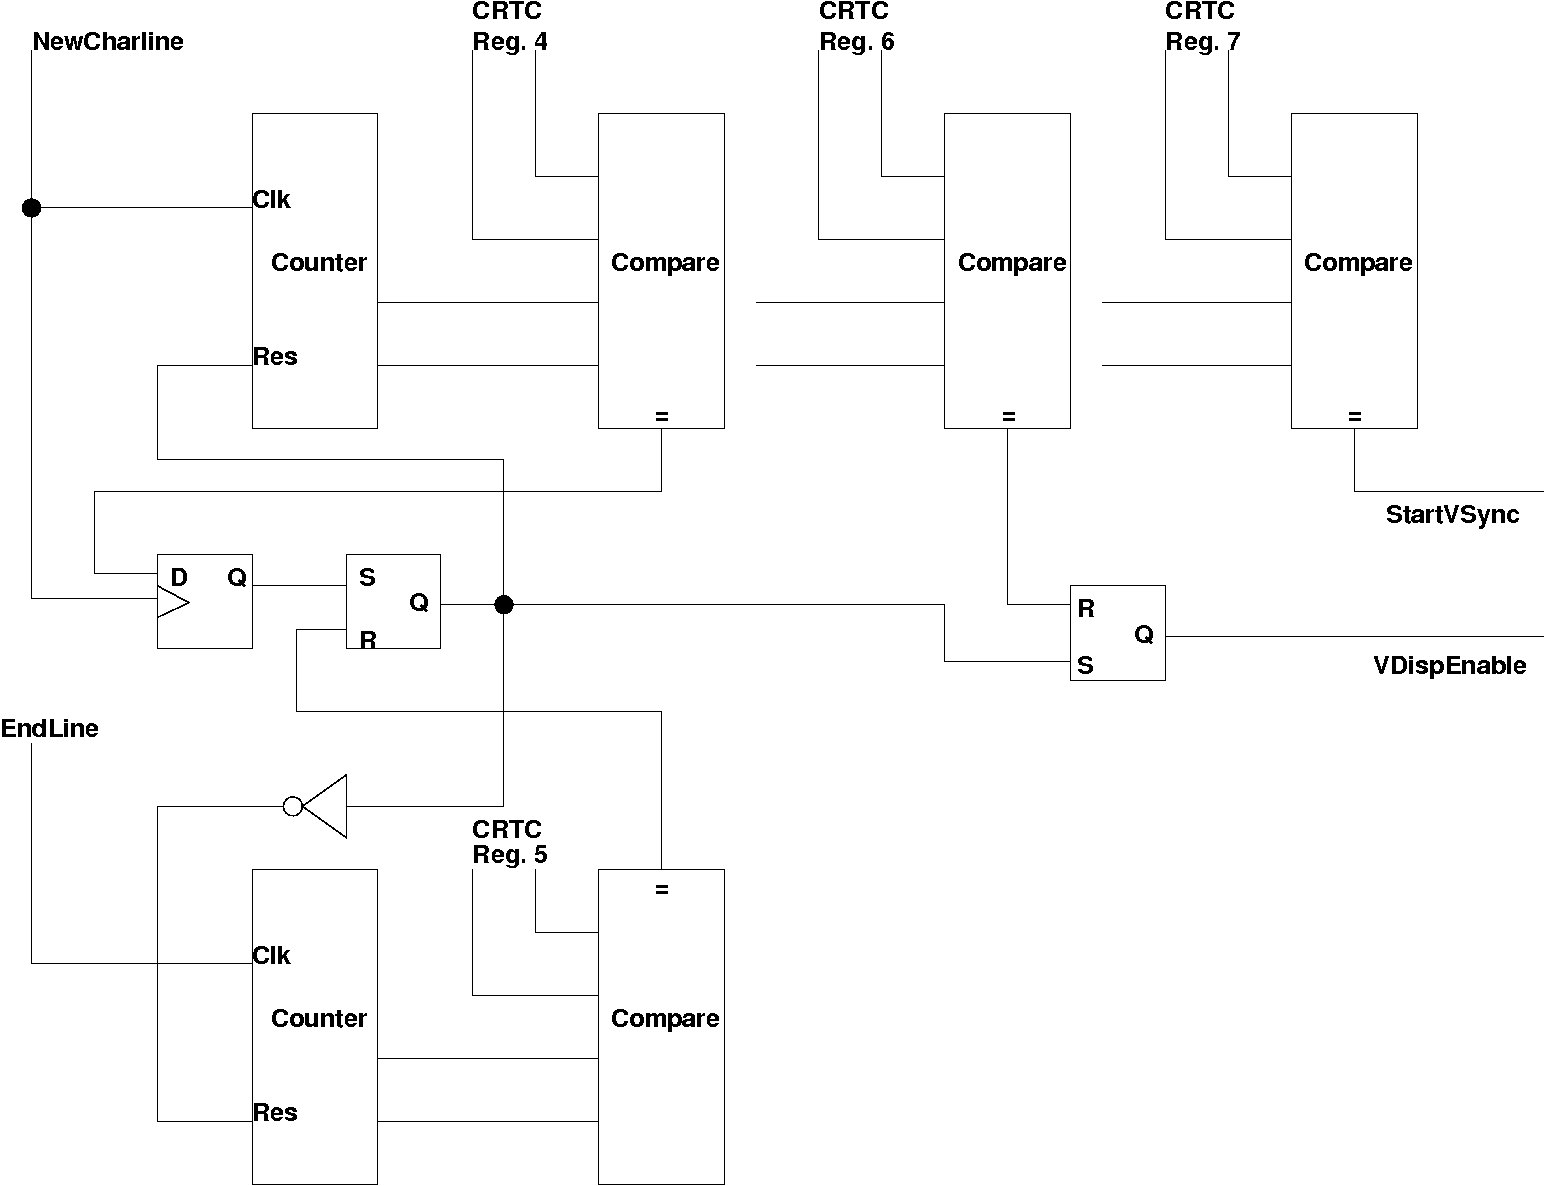 CRTC
Reg. 4
CRTC
Reg. 6
CRTC
Reg. 7
NewCharline
Clk
Counter
Res
Compare
=
Compare
=
Compare
=
StartVSync
D Q
S
Q
R
R
Q
S
VDispEnable
EndLine
CRTC
Reg. 5
Clk
Counter
Res
=
Compare